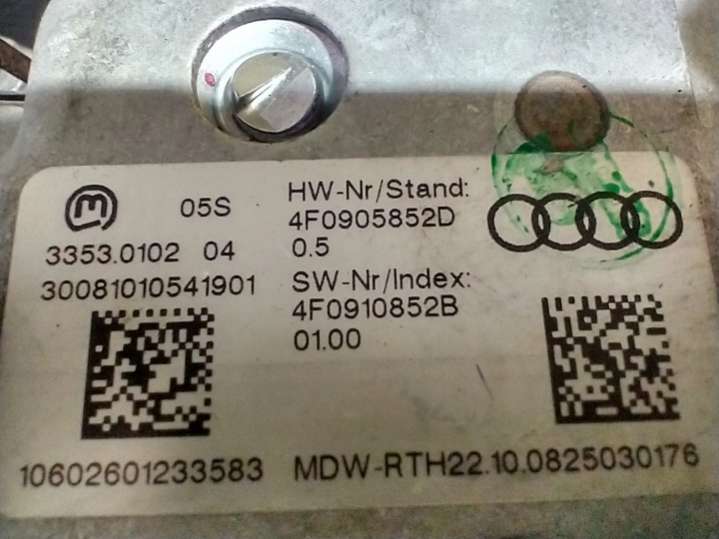 m 05S
3353.0102 04
30081010541901
HW-Nr/Stand:
4F0905852D
0.5
SW-Nr/Index:
4F0910852B
01.00
10602601233583 MDW-RTH22.10.0825030176